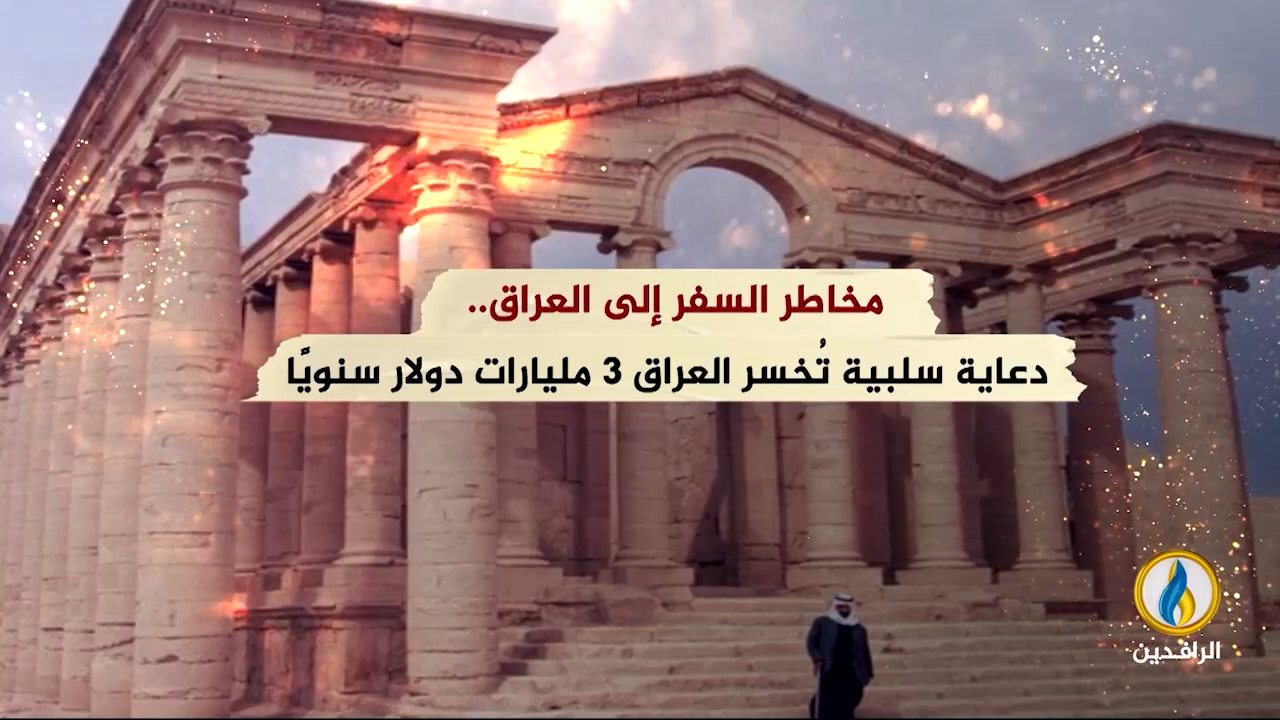 مخاطر السفر إلى العراق..
دعاية سلبية تُخسر العراق 3 مليارات دولار سنويًا
الرافدين